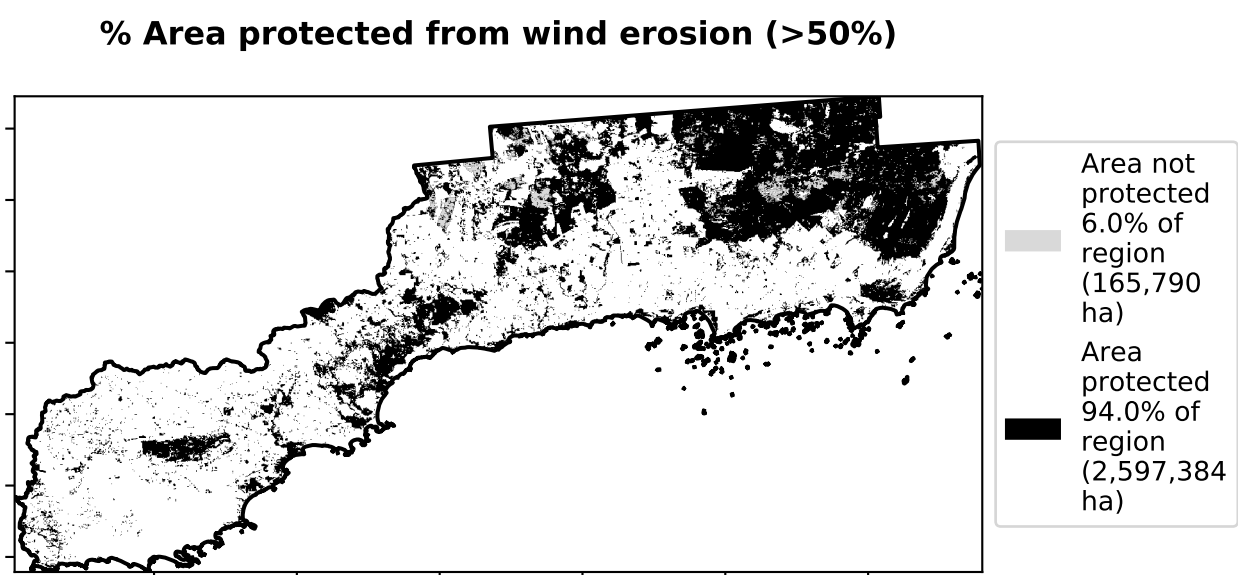 % Area protected from wind erosion (>50%)
Area not
protected
6.0% of
region
(165,790
ha)
Area
protected
94.0% of
region
(2,597,384
ha)